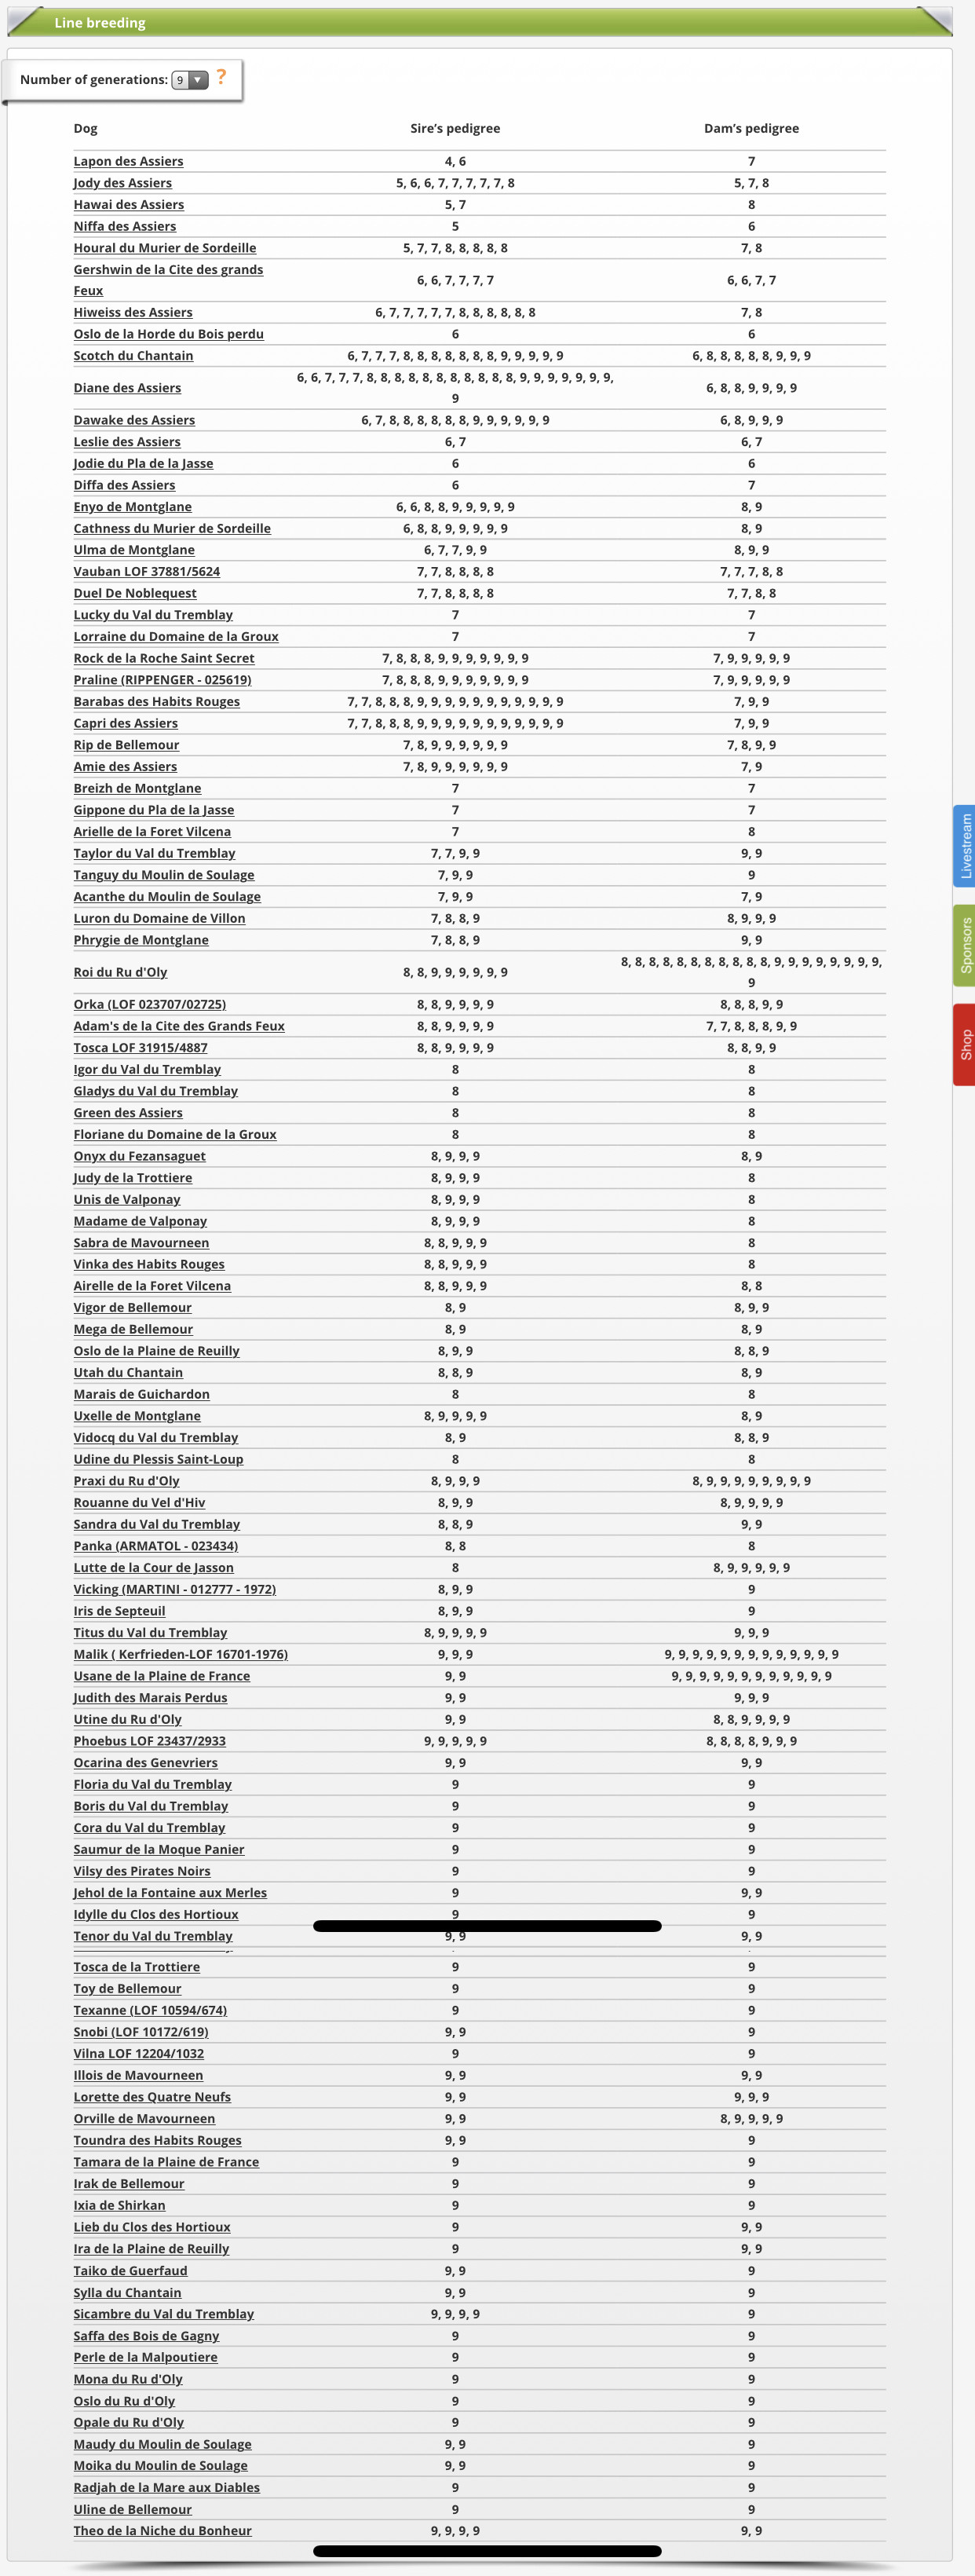 Line breeding
Number of generations: 9 ?
Dog Sire's pedigree Dam's pedigree
Lapon des Assiers 4, 6 7
Jody des Assiers 5, 6, 6, 7, 7, 7, 7, 7, 8 5, 7, 8
Hawai des Assiers 5, 7 8
Niffa des Assiers 5 6
Houral du Murier de Sordeille 5, 7, 7, 8, 8, 8, 8, 8 7, 8
Gershwin de la Cite des grands
Feux 6, 6, 7, 7, 7, 7 6, 6, 7, 7
Hiweiss des Assiers 6, 7, 7, 7, 7, 7, 8, 8, 8, 8, 8, 8 7, 8
Oslo de la Horde du Bois perdu 6 6
Scotch du Chantain 6, 7, 7, 7, 8, 8, 8, 8, 8, 8, 8, 9, 9, 9, 9, 9 6, 8, 8, 8, 8, 8, 9, 9, 9
Diane des Assiers 6, 6, 7, 7, 7, 8, 8, 8, 8, 8, 8, 8, 8, 8, 8, 8, 9, 9, 9, 9, 9, 9, 9,
9 6, 8, 8, 9, 9, 9, 9
Dawake des Assiers 6, 7, 8, 8, 8, 8, 8, 8, 9, 9, 9, 9, 9, 9 6, 8, 9, 9, 9
Leslie des Assiers 6, 7 6, 7
Jodie du Pla de la Jasse 6 6
Diffa des Assiers 6 7
Enyo de Montglane 6, 6, 8, 8, 9, 9, 9, 9, 9 8, 9
Cathness du Murier de Sordeille 6, 8, 8, 9, 9, 9, 9, 9 8, 9
Ulma de Montglane 6, 7, 7, 9, 9 8, 9, 9
Vauban LOF 37881/5624 7, 7, 8, 8, 8, 8 7, 7, 7, 8, 8
Duel De Noblequest 7, 7, 8, 8, 8, 8 7, 7, 8, 8
Lucky du Val du Tremblay 7 7
Lorraine du Domaine de la Groux 7 7
Rock de la Roche Saint Secret 7, 8, 8, 8, 9, 9, 9, 9, 9, 9, 9 7, 9, 9, 9, 9, 9
Praline (RIPPENGER - 025619) 7, 8, 8, 8, 9, 9, 9, 9, 9, 9, 9 7, 9, 9, 9, 9, 9
Barabas des Habits Rouges 7, 7, 8, 8, 8, 9, 9, 9, 9, 9, 9, 9, 9, 9, 9, 9 7, 9, 9
Capri des Assiers 7, 7, 8, 8, 8, 9, 9, 9, 9, 9, 9, 9, 9, 9, 9, 9 7, 9, 9
Rip de Bellemour 7, 8, 9, 9, 9, 9, 9, 9 7, 8, 9, 9
Amie des Assiers 7, 8, 9, 9, 9, 9, 9, 9 7, 9
Breizh de Montglane 7 7
Gippone du Pla de la Jasse 7 7
Arielle de la Foret Vilcena 7 8
Taylor du Val du Tremblay 7, 7, 9, 9 9, 9
Tanguy du Moulin de Soulage 7, 9, 9 9
Acanthe du Moulin de Soulage 7, 9, 9 7, 9
Luron du Domaine de Villon 7, 8, 8, 9 8, 9, 9, 9
Phrygie de Montglane 7, 8, 8, 9 9, 9
Roi du Ru d'Oly 8, 8, 9, 9, 9, 9, 9, 9 8, 8, 8, 8, 8, 8, 8, 8, 8, 8, 8, 9, 9, 9, 9, 9, 9, 9, 9,
9
Orka (LOF 023707/02725) 8, 8, 9, 9, 9, 9 8, 8, 8, 9, 9
Adam's de la Cite des Grands Feux 8, 8, 9, 9, 9, 9 7, 7, 8, 8, 8, 9, 9
Tosca LOF 31915/4887 8, 8, 9, 9, 9, 9 8, 8, 9, 9
Igor du Val du Tremblay 8 8
Gladys du Val du Tremblay 8 8
Green des Assiers 8 8
Floriane du Domaine de la Groux 8 8
Onyx du Fezansaguet 8, 9, 9, 9 8, 9
Judy de la Trottiere 8, 9, 9, 9 8
Unis de Valponay 8, 9, 9, 9 8
Madame de Valponay 8, 9, 9, 9 8
Sabra de Mavourneen 8, 8, 9, 9, 9 8
Vinka des Habits Rouges 8, 8, 9, 9, 9 8
Airelle de la Foret Vilcena 8, 8, 9, 9, 9 8, 8
Vigor de Bellemour 8, 9 8, 9, 9
Mega de Bellemour 8, 9 8, 9
Oslo de la Plaine de Reuilly 8, 9, 9 8, 8, 9
Utah du Chantain 8, 8, 9 8, 9
Marais de Guichardon 8 8
Uxelle de Montglane 8, 9, 9, 9, 9 8, 9
Vidocq du Val du Tremblay 8, 9 8, 8, 9
Udine du Plessis Saint-Loup 8 8
Praxi du Ru d'Oly 8, 9, 9, 9 8, 9, 9, 9, 9, 9, 9, 9, 9
Rouanne du Vel d'Hiv 8, 9, 9 8, 9, 9, 9, 9
Sandra du Val du Tremblay 8, 8, 9 9, 9
Panka (ARMATOL - 023434) 8, 8 8
Lutte de la Cour de Jasson 8 8, 9, 9, 9, 9, 9
Vicking (MARTINI - 012777 - 1972) 8, 9, 9 9
Iris de Septeuil 8, 9, 9 9
Titus du Val du Tremblay 8, 9, 9, 9, 9 9, 9, 9
Malik ( Kerfrieden-LOF 16701-1976) 9, 9, 9 9, 9, 9, 9, 9, 9, 9, 9, 9, 9, 9, 9, 9
Usane de la Plaine de France 9, 9 9, 9, 9, 9, 9, 9, 9, 9, 9, 9, 9, 9
Judith des Marais Perdus 9, 9 9, 9, 9
Utine du Ru d'Oly 9, 9 8, 8, 9, 9, 9, 9
Phoebus LOF 23437/2933 9, 9, 9, 9, 9 8, 8, 8, 8, 9, 9, 9
Ocarina des Genevriers 9, 9 9, 9
Floria du Val du Tremblay 9 9
Boris du Val du Tremblay 9 9
Cora du Val du Tremblay 9 9
Saumur de la Moque Panier 9 9
Vilsy des Pirates Noirs 9 9
Jehol de la Fontaine aux Merles 9 9, 9
Idylle du Clos des Hortioux 9 9
Tenor du Val du Tremblay 9, 9 9, 9
Tosca de la Trottiere 9 9
Toy de Bellemour 9 9
Texanne (LOF 10594/674) 9 9
Snobi (LOF 10172/619) 9, 9 9
Vilna LOF 12204/1032 9 9
Illois de Mavourneen 9, 9 9, 9
Lorette des Quatre Neufs 9, 9 9, 9, 9
Orville de Mavourneen 9, 9 8, 9, 9, 9, 9
Toundra des Habits Rouges 9, 9 9
Tamara de la Plaine de France 9 9
Irak de Bellemour 9 9
Ixia de Shirkan 9 9
Lieb du Clos des Hortioux 9 9, 9
Ira de la Plaine de Reuilly 9 9, 9
Taiko de Guerfaud 9, 9 9
Sylla du Chantain 9, 9 9
Sicambre du Val du Tremblay 9, 9, 9, 9 9
Saffa des Bois de Gagny 9 9
Perle de la Malpoutiere 9 9
Mona du Ru d'Oly 9 9
Oslo du Ru d'Oly 9 9
Opale du Ru d'Oly 9 9
Maudy du Moulin de Soulage 9, 9 9
Moika du Moulin de Soulage 9, 9 9
Radjah de la Mare aux Diables 9 9
Uline de Bellemour 9 9
Theo de la Niche du Bonheur 9, 9, 9, 9 9, 9
Livestream
Sponsors
Shop